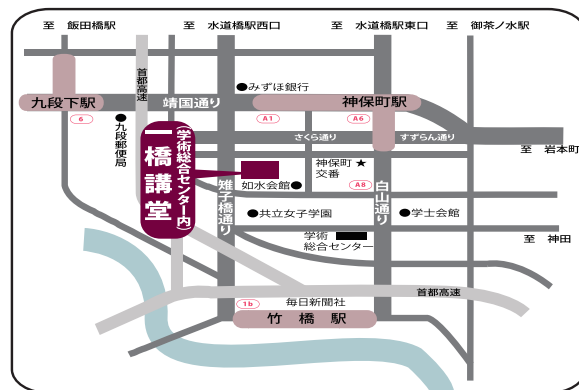 至 飯田橋駅
至 水道橋駅西口
至 水道橋駅東口
至 御茶ノ水駅
首都高速
みずほ銀行
九段下駅
靖国通り
神保町駅
6
A1
A6
九段郵便局
さくら通り
すずらん通り
至 岩本町
一橋講堂
(学術総合センター内)
神保町
交番
如水会館
A8
雉子橋通り
白山通り
共立女子学園
学士会館
学術
総合センター
至 神田
首都高速
1b
毎日新聞社
竹橋駅